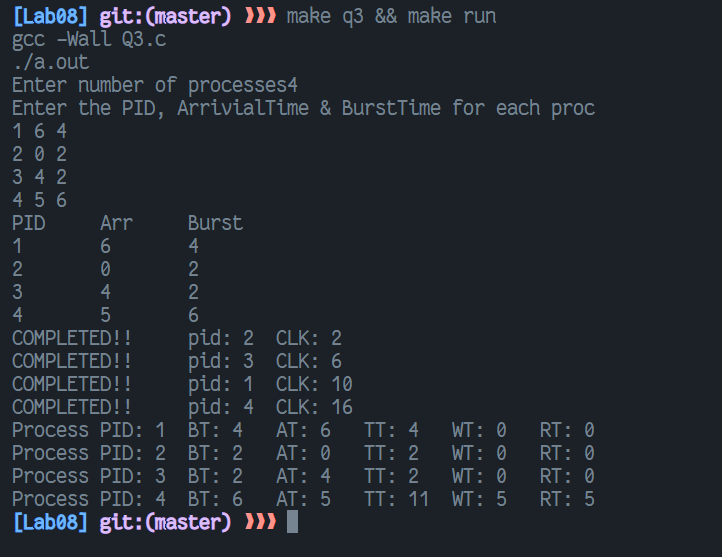 [Lab08] git:(master) ❱❱❱ make q3 && make run
gcc -Wall Q3.c
./a.out
Enter number of processes4
Enter the PID, ArrivialTime & BurstTime for each proc
1 6 4
2 0 2
3 4 2
4 5 6
PID Arr Burst
1 6 4
2 0 2
3 4 2
4 5 6
COMPLETED!! pid: 2 CLK: 2
COMPLETED!! pid: 3 CLK: 6
COMPLETED!! pid: 1 CLK: 10
COMPLETED!! pid: 4 CLK: 16
Process PID: 1 BT: 4 AT: 6 TT: 4 WT: 0 RT: 0
Process PID: 2 BT: 2 AT: 0 TT: 2 WT: 0 RT: 0
Process PID: 3 BT: 2 AT: 4 TT: 2 WT: 0 RT: 0
Process PID: 4 BT: 6 AT: 5 TT: 11 WT: 5 RT: 5
[Lab08] git:(master) ❱❱❱